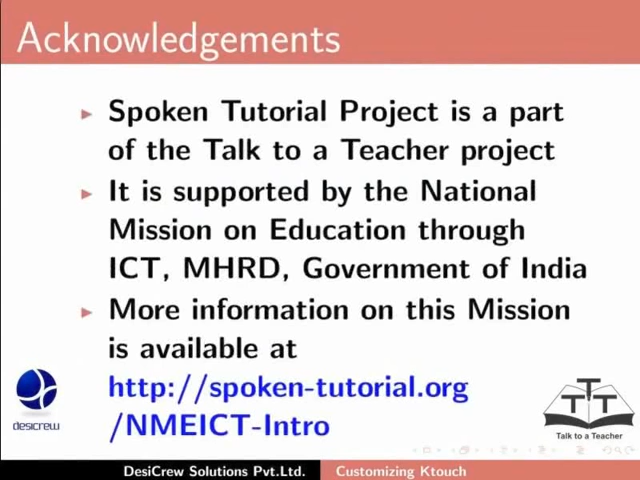 Acknowledgements
Spoken Tutorial Project is a part
of the Talk to a Teacher project
It is supported by the National
Mission on Education through
ICT, MHRD, Government of India
More information on this Mission
is available at
http://spoken-tutorial.org
/NMEICT-Intro
desicrew
TTT
Talk to a Teacher
DesiCrew Solutions Pvt.Ltd. Customizing Ktouch